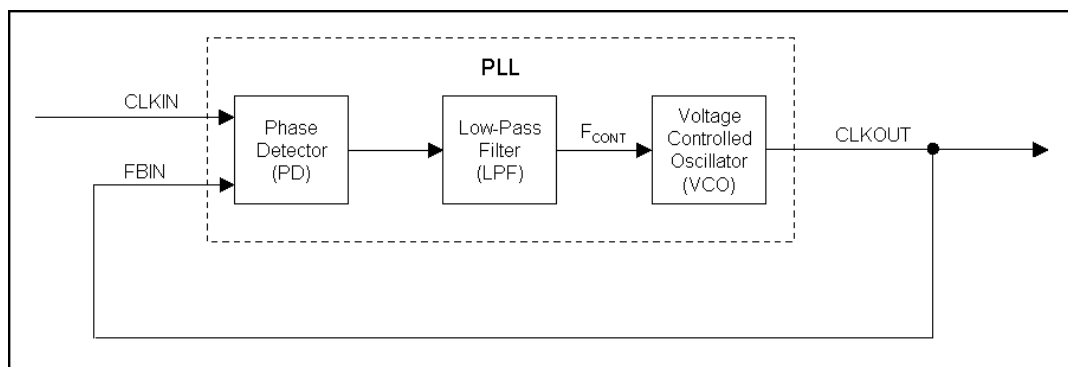 PLL
CLKIN
FBIN
Phase
Detector
(PD)
Low-Pass
Filter
(LPF)
FCONT
Voltage
Controlled
Oscillator
(VCO)
CLKOUT